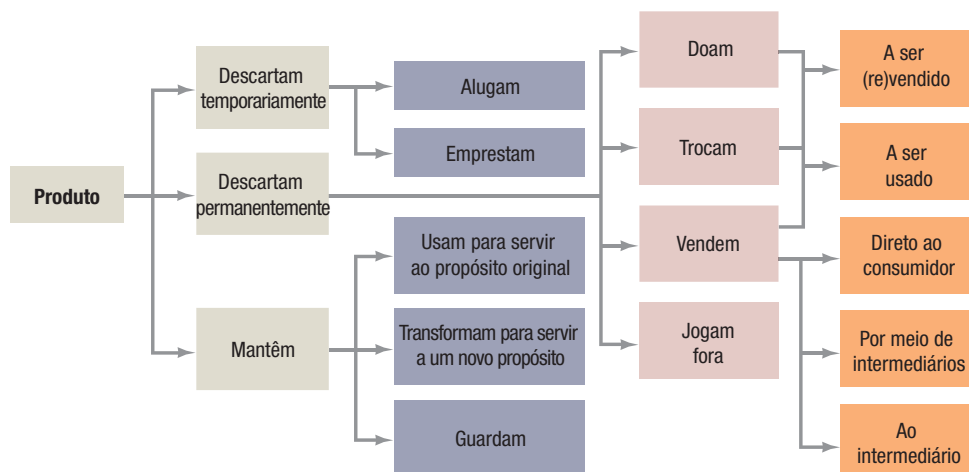 Produto
Descartam
temporariamente
Descartam
permanentemente
Mantêm
Alugam
Emprestam
Usam para servir
ao propósito original
Transformam para servir
a um novo propósito
Guardam
Doam
Trocam
Vendem
Jogam
fora
A ser
(re)vendido
A ser
usado
Direto ao
consumidor
Por meio de
intermediários
Ao
intermediário